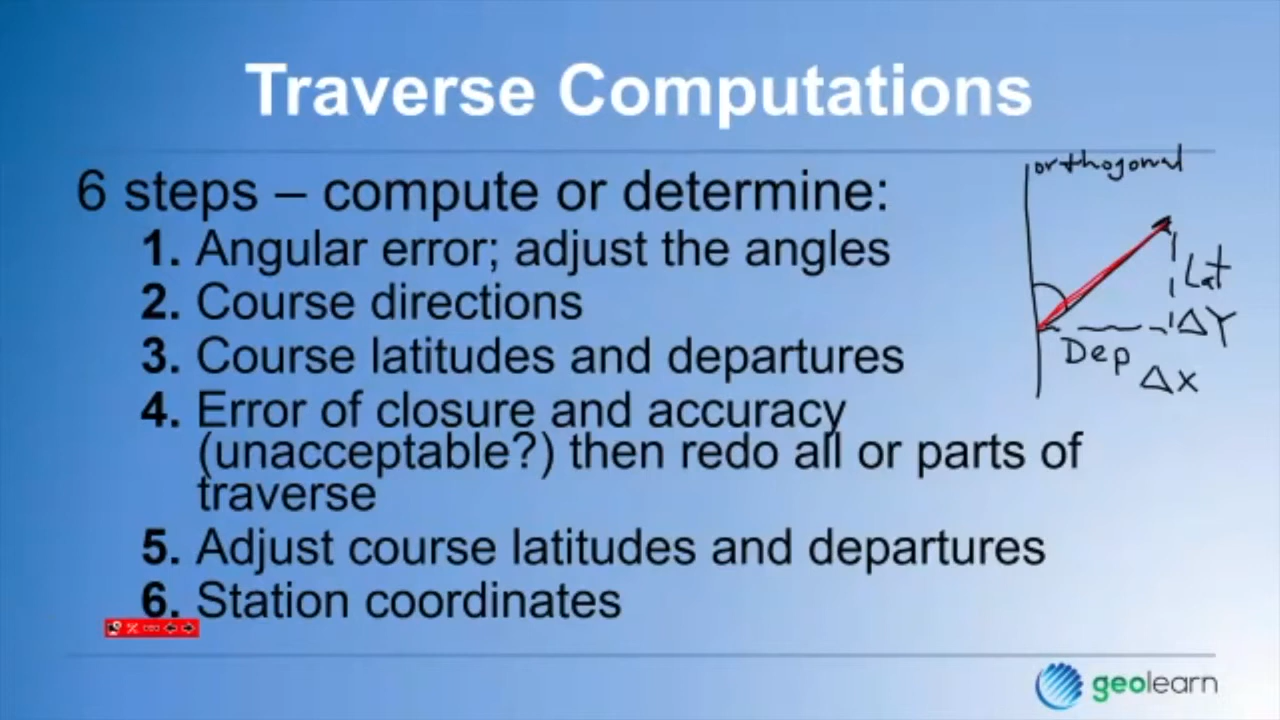 Traverse Computations
6 steps – compute or determine:
1. Angular error; adjust the angles
2. Course directions
3. Course latitudes and departures
4. Error of closure and accuracy
(unacceptable?) then redo all or parts of
traverse
5. Adjust course latitudes and departures
6. Station coordinates
orthogonal
Lat
ΔY
Dep
ΔX
geolearn